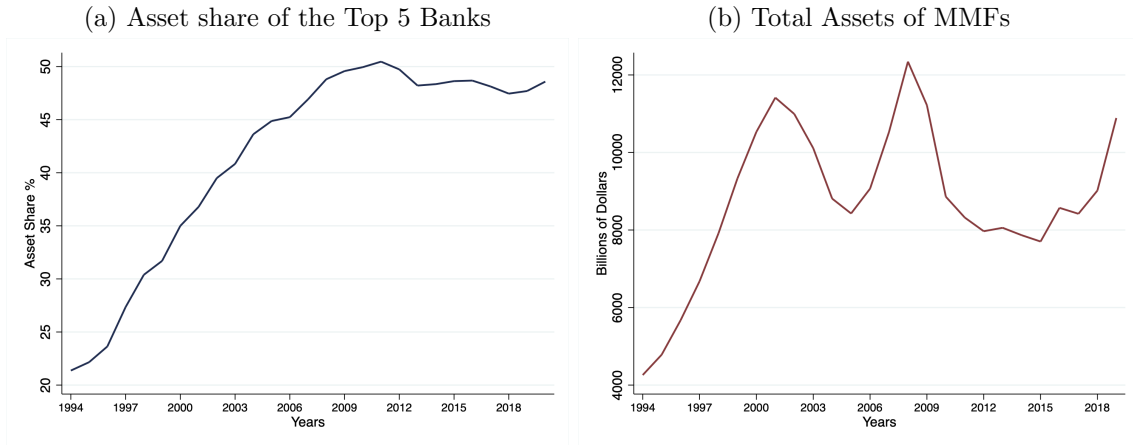 (a) Asset share of the Top 5 Banks
50
45
40
35
30
25
20
Asset Share %
1994 1997 2000 2003 2006 2009 2012 2015 2018
Years
(b) Total Assets of MMFs
12000
10000
8000
6000
4000
Billions of Dollars
1994 1997 2000 2003 2006 2009 2012 2015 2018
Years